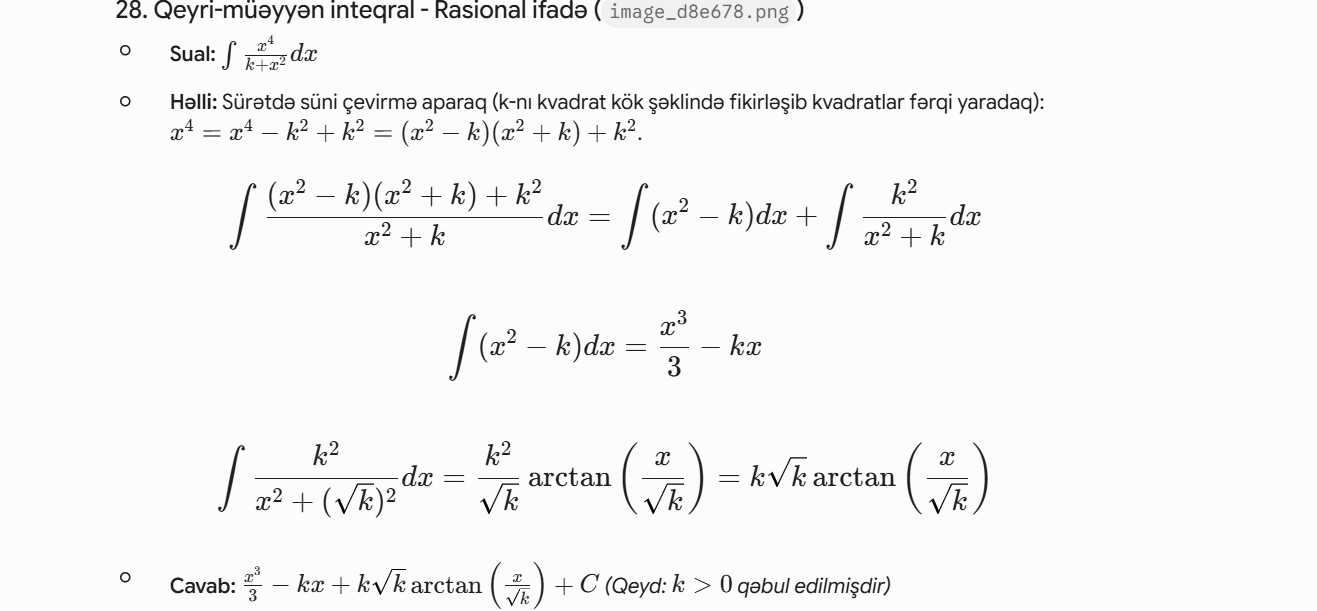 28. Qeyri-müəyyən inteqral - Rasional ifadə ( image_d8e678.png )
○ Sual: ∫ x⁴/(k+x²) dx
○ Həlli: Sürətdə süni çevirmə aparaq (k-nı kvadrat kök şəklində fikirləşib kvadratlar fərqi yaradaq):
x⁴ = x⁴ − k² + k² = (x² − k)(x² + k) + k².
∫ ((x² − k)(x² + k) + k²)/(x² + k) dx = ∫ (x² − k)dx + ∫ k²/(x² + k) dx
∫ (x² − k)dx = x³/3 − kx
∫ k²/(x² + (√k)²) dx = k²/√k arctan (x/√k) = k√k arctan (x/√k)
○ Cavab: x³/3 − kx + k√k arctan (x/√k) + C (Qeyd: k > 0 qəbul edilmişdir)